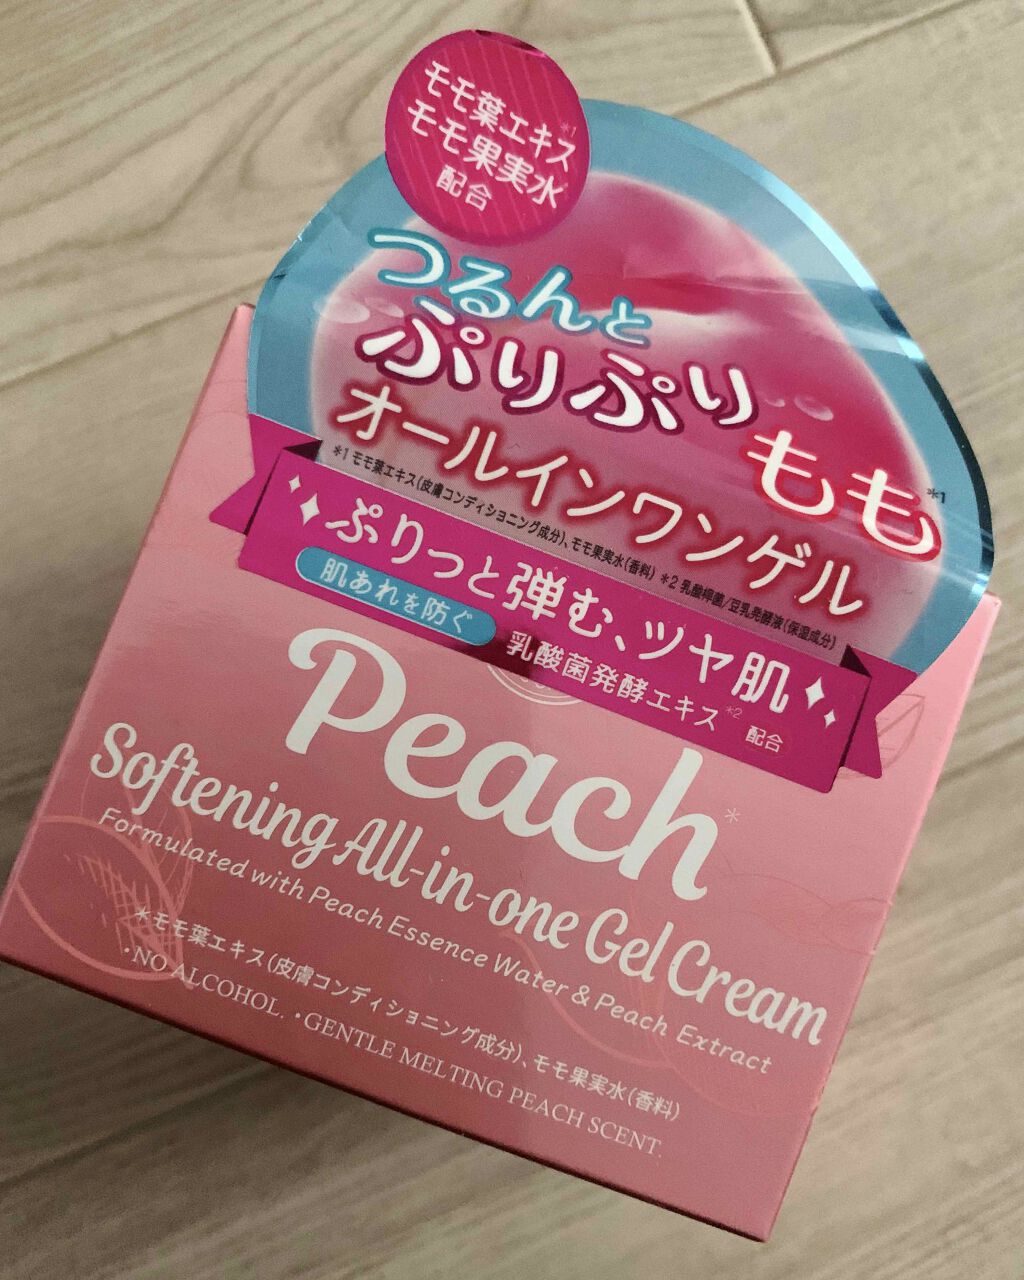 モモ葉エキス*1
モモ果実水
配合
つるんと
ぷりぷり
もも*1
オールインワンゲル
*1 モモ葉エキス(皮膚コンディショニング成分)、モモ果実水(香料) *2 乳酸桿菌/豆乳発酵液(保湿成分)
ぷりっと弾む、ツヤ肌
肌あれを防ぐ
乳酸菌発酵エキス*2 配合
Peach*
Softening All-in-one Gel Cream
Formulated with Peach Essence Water & Peach Extract
*モモ葉エキス(皮膚コンディショニング成分)、モモ果実水(香料)
・NO ALCOHOL. ・GENTLE MELTING PEACH SCENT.